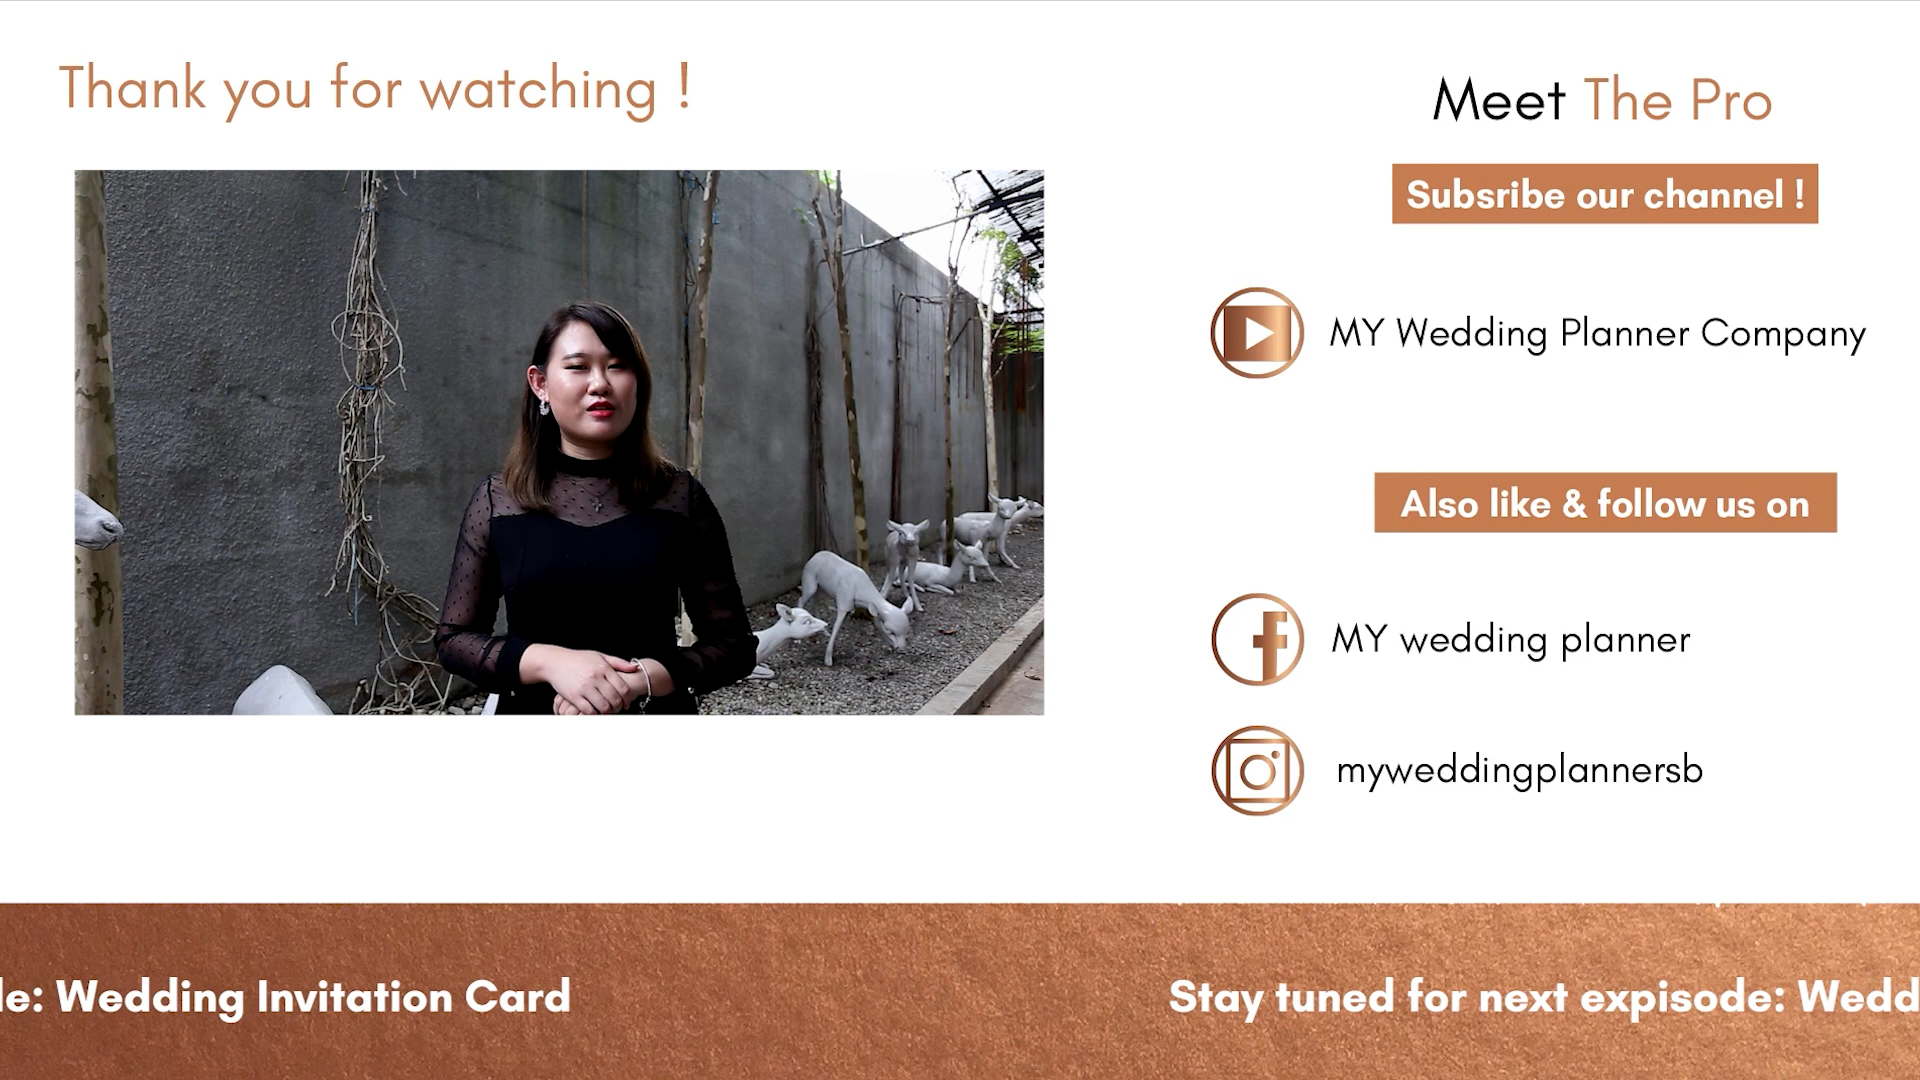 Thank you for watching !
Meet The Pro
Subsribe our channel !
MY Wedding Planner Company
Also like & follow us on
MY wedding planner
myweddingplannersb
le: Wedding Invitation Card
Stay tuned for next expisode: Wedd